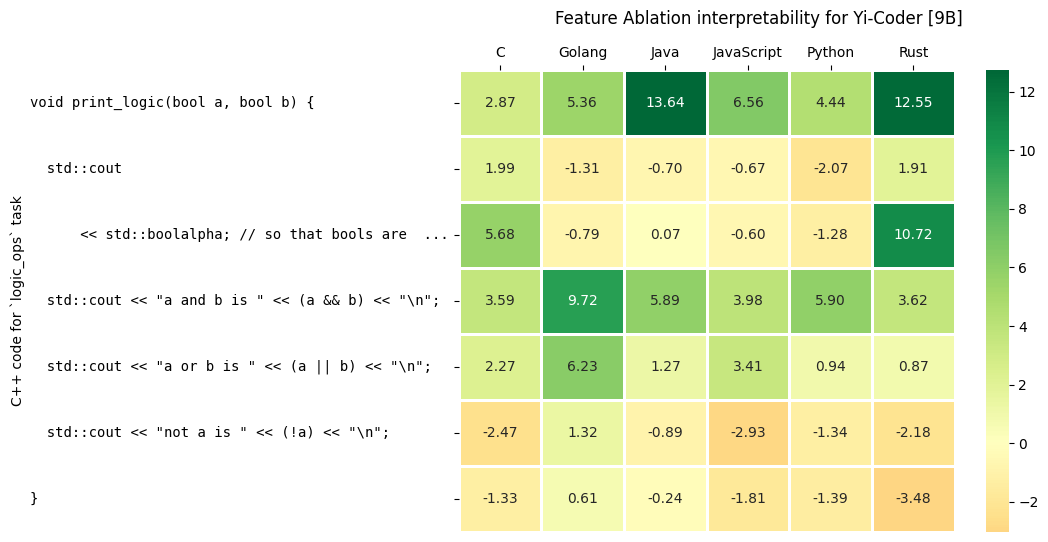 Feature Ablation interpretability for Yi-Coder [9B]
C Golang Java JavaScript Python Rust
void print_logic(bool a, bool b) { 2.87 5.36 13.64 6.56 4.44 12.55
std::cout 1.99 -1.31 -0.70 -0.67 -2.07 1.91
<< std::boolalpha; // so that bools are ... 5.68 -0.79 0.07 -0.60 -1.28 10.72
std::cout << "a and b is " << (a && b) << "\n"; 3.59 9.72 5.89 3.98 5.90 3.62
std::cout << "a or b is " << (a || b) << "\n"; 2.27 6.23 1.27 3.41 0.94 0.87
std::cout << "not a is " << (!a) << "\n"; -2.47 1.32 -0.89 -2.93 -1.34 -2.18
} -1.33 0.61 -0.24 -1.81 -1.39 -3.48
C++ code for `logic_ops` task
12
10
8
6
4
2
0
−2